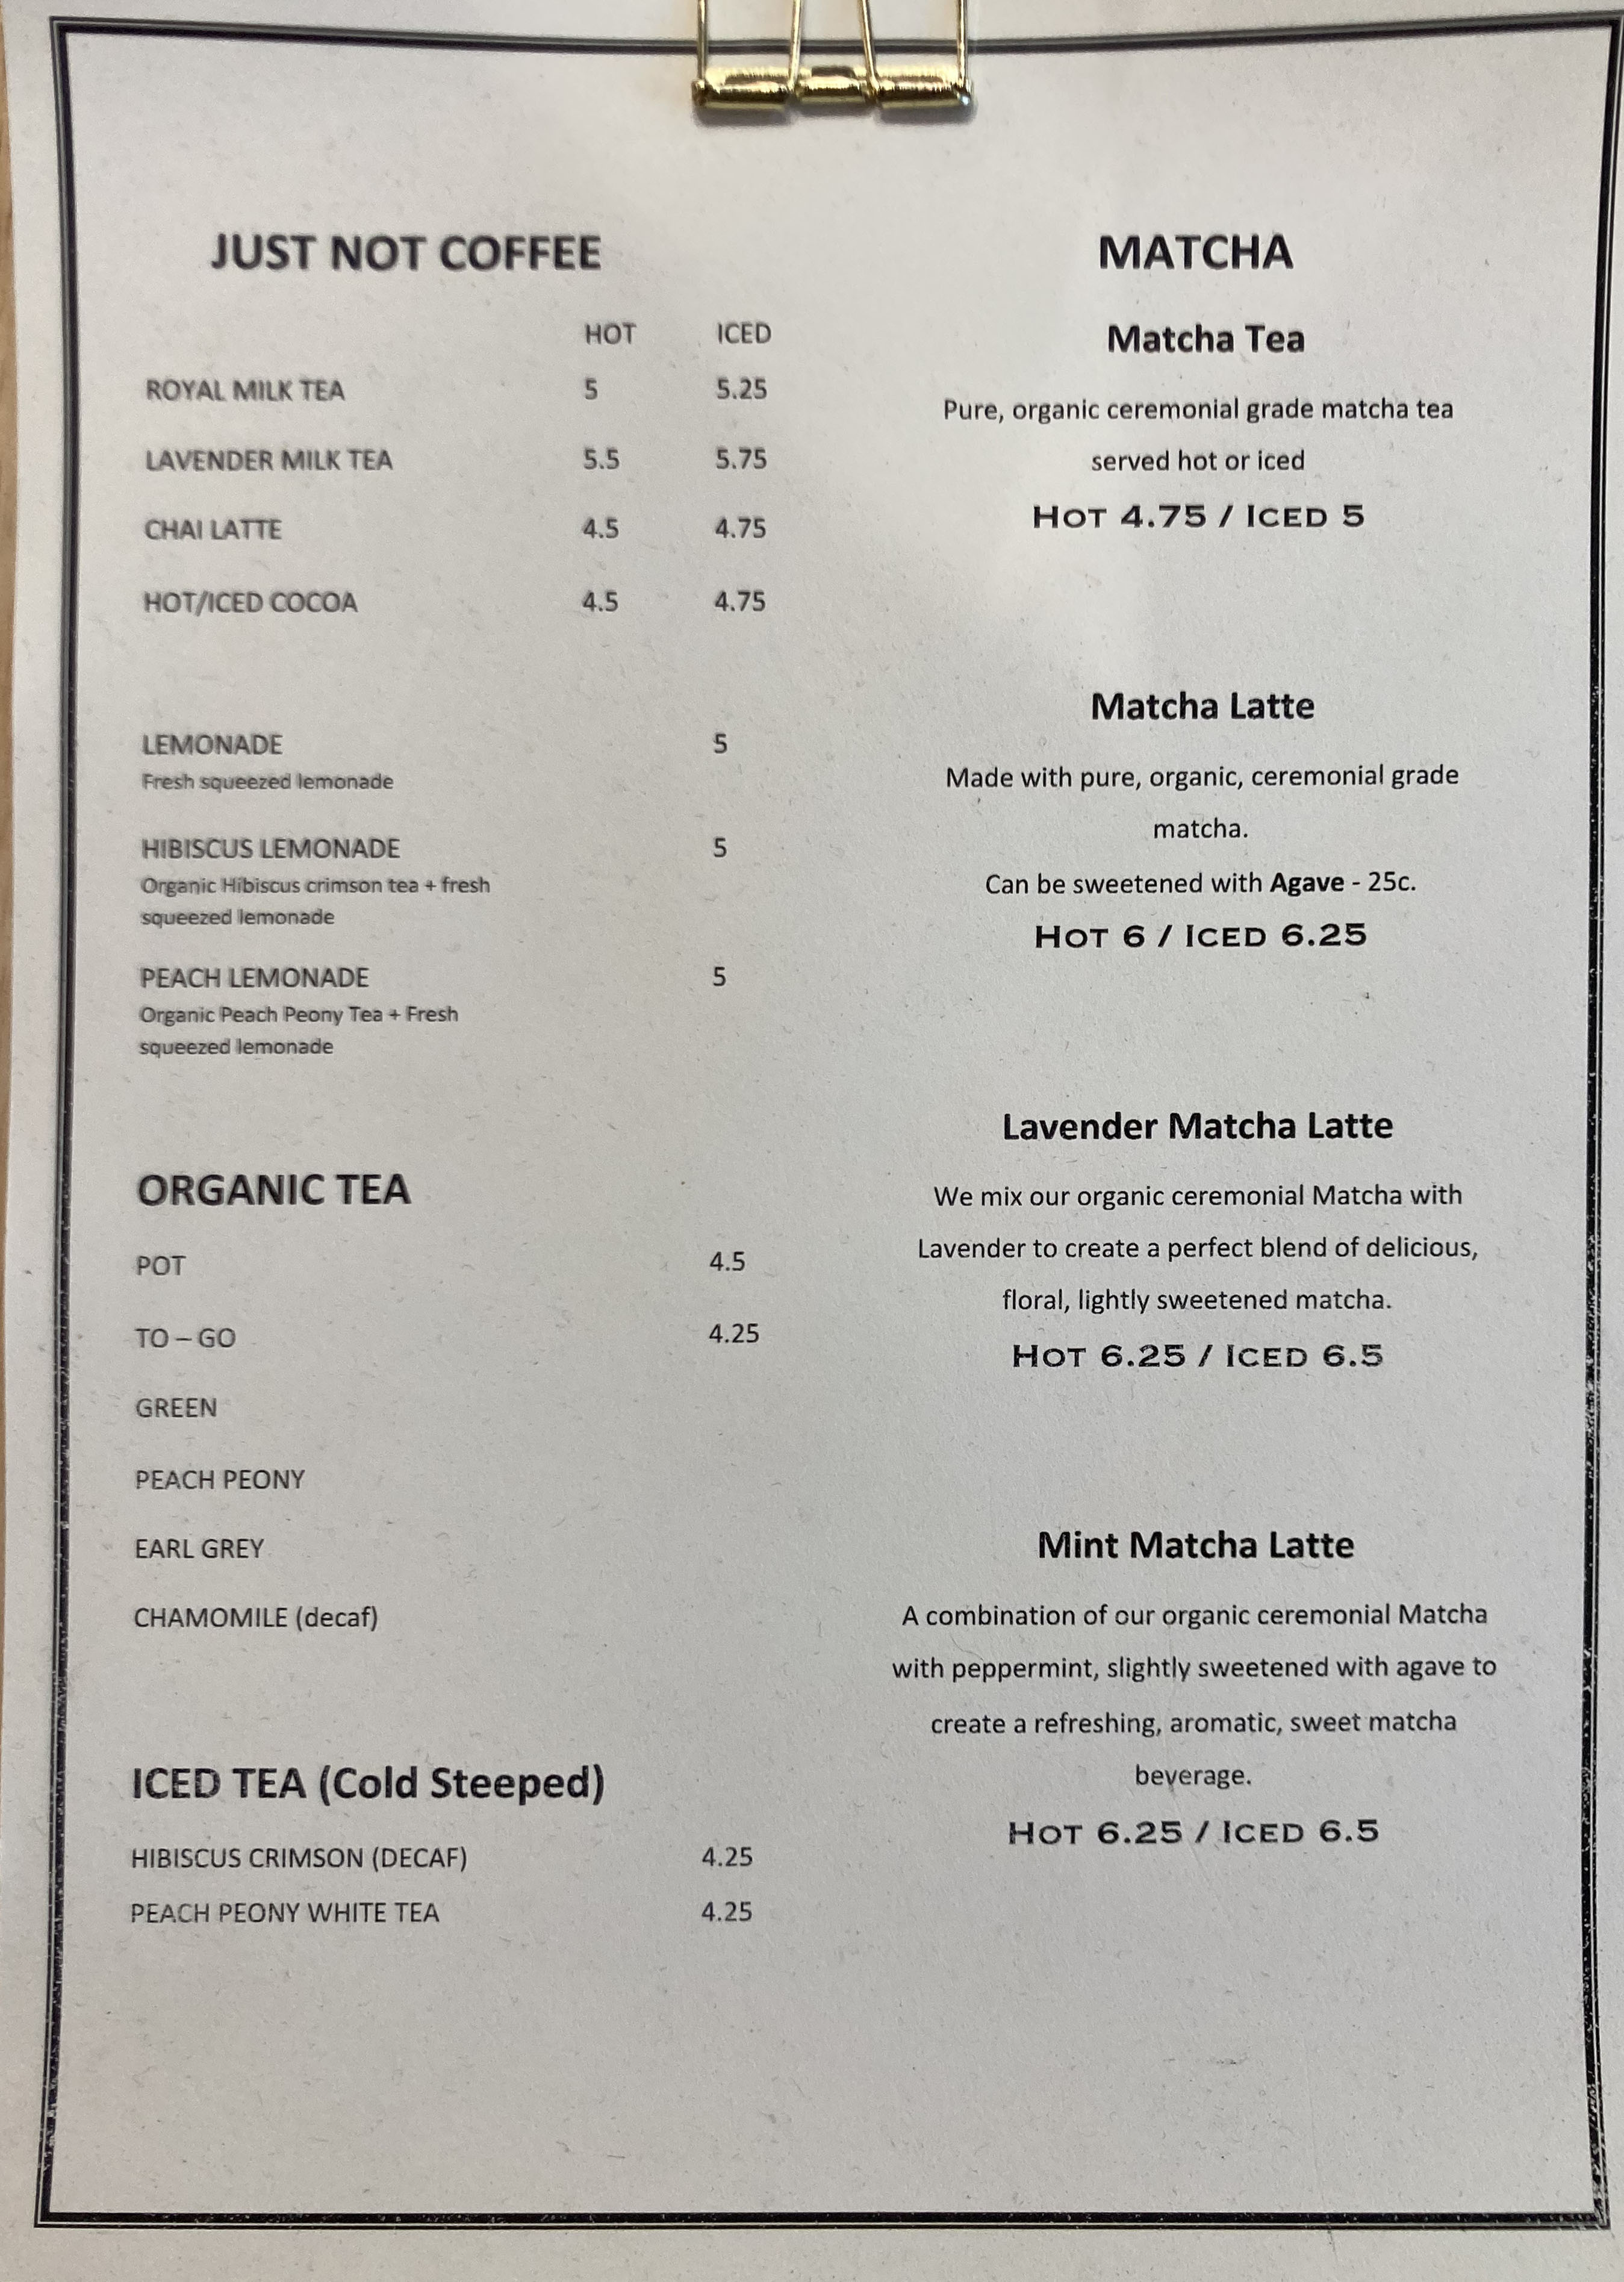 JUST NOT COFFEE
HOT ICED
ROYAL MILK TEA 5 5.25
LAVENDER MILK TEA 5.5 5.75
CHAI LATTE 4.5 4.75
HOT/ICED COCOA 4.5 4.75
LEMONADE 5
Fresh squeezed lemonade
HIBISCUS LEMONADE 5
Organic Hibiscus crimson tea + fresh
squeezed lemonade
PEACH LEMONADE 5
Organic Peach Peony Tea + Fresh
squeezed lemonade
ORGANIC TEA
POT 4.5
TO – GO 4.25
GREEN
PEACH PEONY
EARL GREY
CHAMOMILE (decaf)
ICED TEA (Cold Steeped)
HIBISCUS CRIMSON (DECAF) 4.25
PEACH PEONY WHITE TEA 4.25
MATCHA
Matcha Tea
Pure, organic ceremonial grade matcha tea
served hot or iced
HOT 4.75 / ICED 5
Matcha Latte
Made with pure, organic, ceremonial grade
matcha.
Can be sweetened with Agave - 25c.
HOT 6 / ICED 6.25
Lavender Matcha Latte
We mix our organic ceremonial Matcha with
Lavender to create a perfect blend of delicious,
floral, lightly sweetened matcha.
HOT 6.25 / ICED 6.5
Mint Matcha Latte
A combination of our organic ceremonial Matcha
with peppermint, slightly sweetened with agave to
create a refreshing, aromatic, sweet matcha
beverage.
HOT 6.25 / ICED 6.5